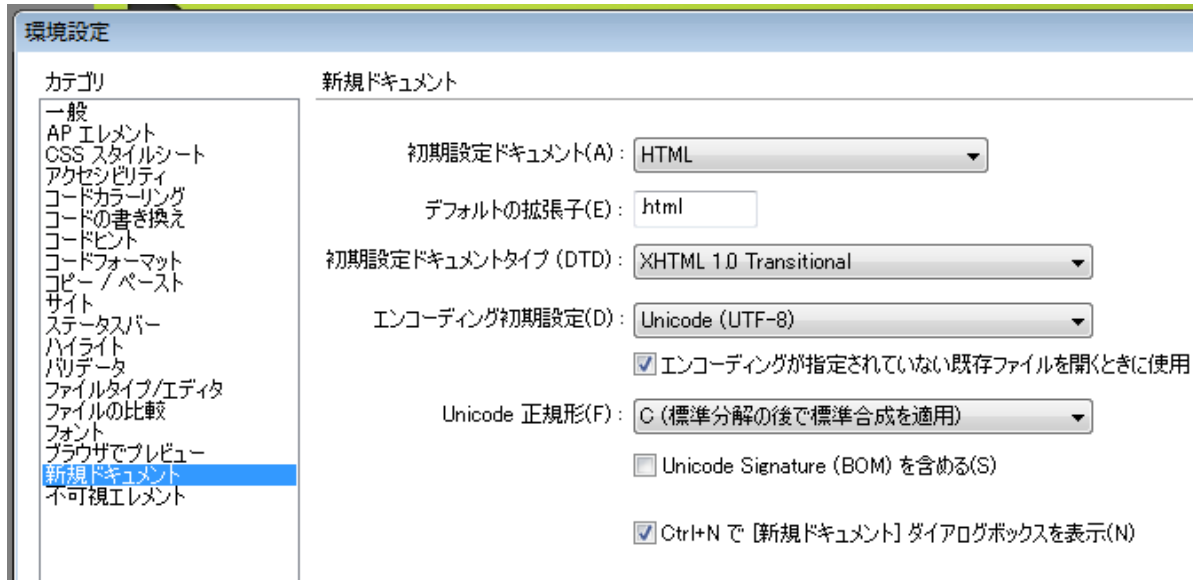 環境設定
カテゴリ
一般
AP エレメント
CSS スタイルシート
アクセシビリティ
コードカラーリング
コードの書き換え
コードヒント
コードフォーマット
コピー / ペースト
サイト
ステータスバー
ハイライト
バリデータ
ファイルタイプ/エディタ
ファイルの比較
フォント
ブラウザでプレビュー
新規ドキュメント
不可視エレメント
新規ドキュメント
初期設定ドキュメント(A) : HTML
デフォルトの拡張子(E) : .html
初期設定ドキュメントタイプ (DTD) : XHTML 1.0 Transitional
エンコーディング初期設定(D) : Unicode (UTF-8)
エンコーディングが指定されていない既存ファイルを開くときに使用
Unicode 正規形(F) : C (標準分解の後で標準合成を適用)
Unicode Signature (BOM) を含める(S)
Ctrl+N で [新規ドキュメント] ダイアログボックスを表示(N)